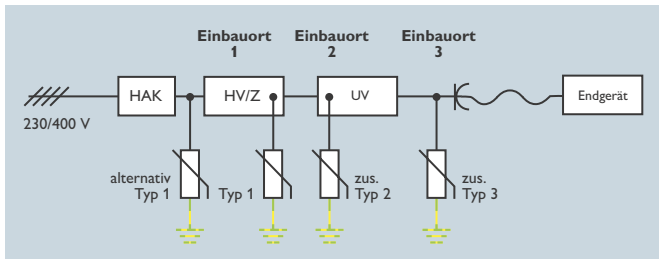 Einbauort
1
Einbauort
2
Einbauort
3
HAK
HV/Z
UV
Endgerät
230/400 V
alternativ
Typ 1
Typ 1
zus.
Typ 2
zus.
Typ 3